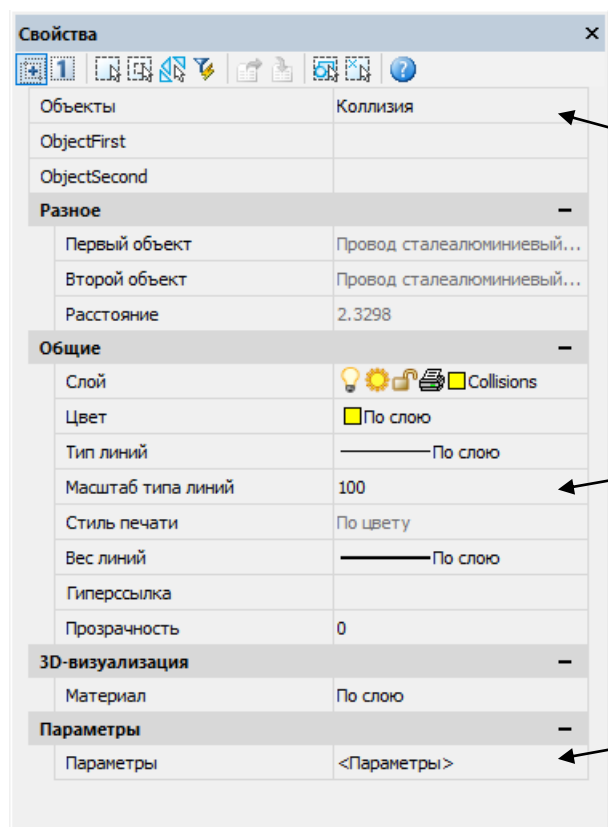 Свойства
1
Объекты Коллизия
ObjectFirst
ObjectSecond
Разное
Первый объект Провод сталеалюминиевый...
Второй объект Провод сталеалюминиевый...
Расстояние 2.3298
Общие
Слой Collisions
Цвет По слою
Тип линий По слою
Масштаб типа линий 100
Стиль печати По цвету
Вес линий По слою
Гиперссылка
Прозрачность 0
3D-визуализация
Материал По слою
Параметры
Параметры <Параметры>